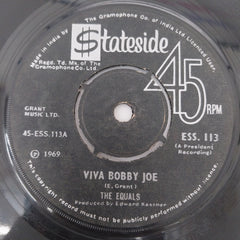 Made in India by The Gramophone Co. of India Ltd.
Licensed User.
Stateside
Regd. Td. Mk. of The
Gramophone Co. Ltd.
45
RPM
GRANT
MUSIC LTD.
45-ESS.113A
ESS. 113
(A President
Recording)
℗ 1969
VIVA BOBBY JOE
(E. Grant)
THE EQUALS
Produced by Edward Kassner
This copyright record must not be publicly performed without